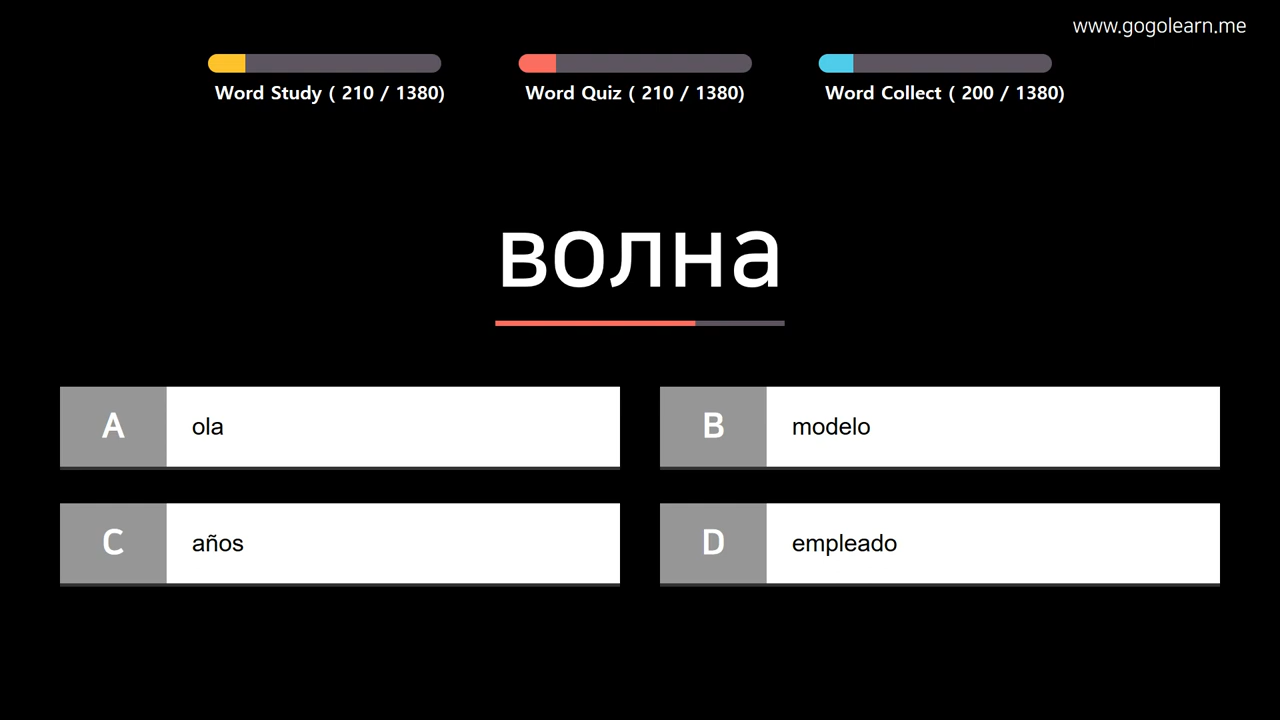 www.gogolearn.me
Word Study ( 210 / 1380)
Word Quiz ( 210 / 1380)
Word Collect ( 200 / 1380)
волна
A
ola
B
modelo
C
años
D
empleado